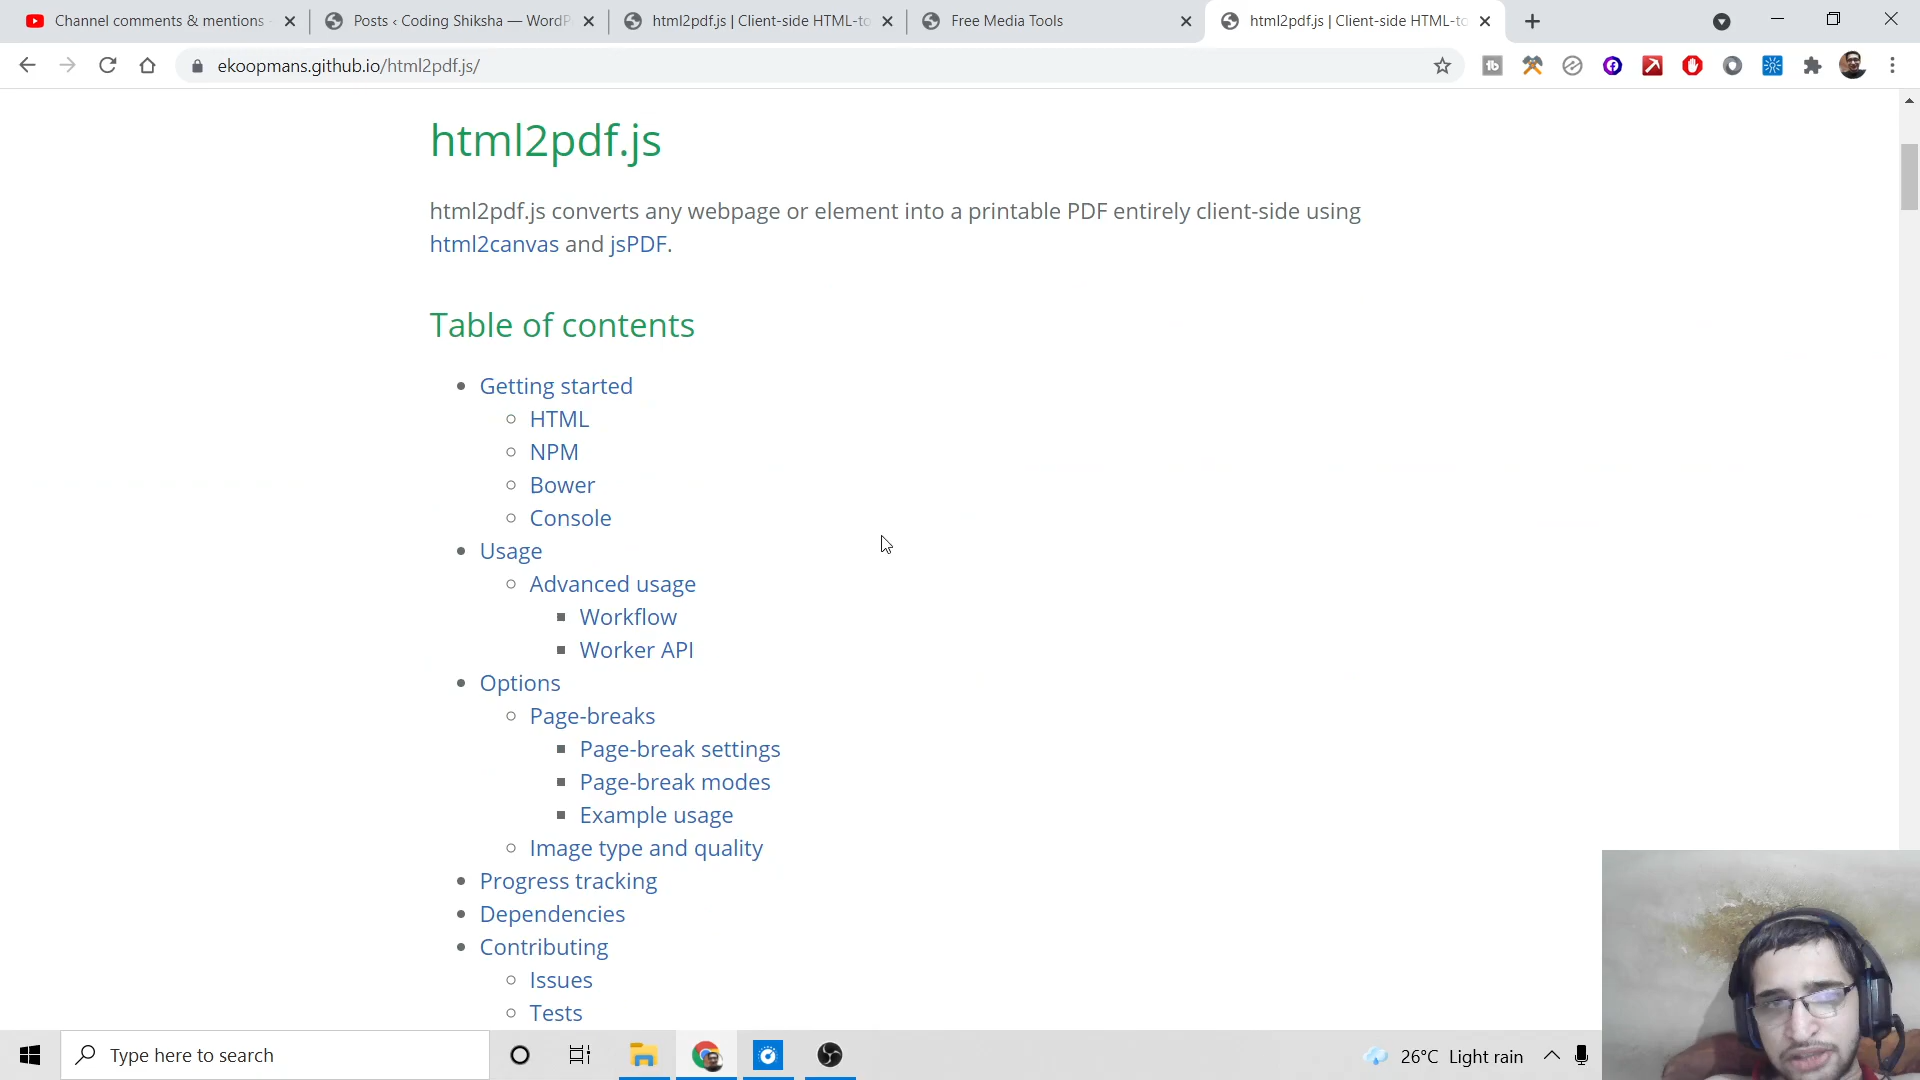 Channel comments & mentions
Posts ‹ Coding Shiksha — WordP
html2pdf.js | Client-side HTML-to
Free Media Tools
html2pdf.js | Client-side HTML-to
ekoopmans.github.io/html2pdf.js/
html2pdf.js
html2pdf.js converts any webpage or element into a printable PDF entirely client-side using
html2canvas and jsPDF.
Table of contents
Getting started
HTML
NPM
Bower
Console
Usage
Advanced usage
Workflow
Worker API
Options
Page-breaks
Page-break settings
Page-break modes
Example usage
Image type and quality
Progress tracking
Dependencies
Contributing
Issues
Tests
Type here to search
26°C Light rain